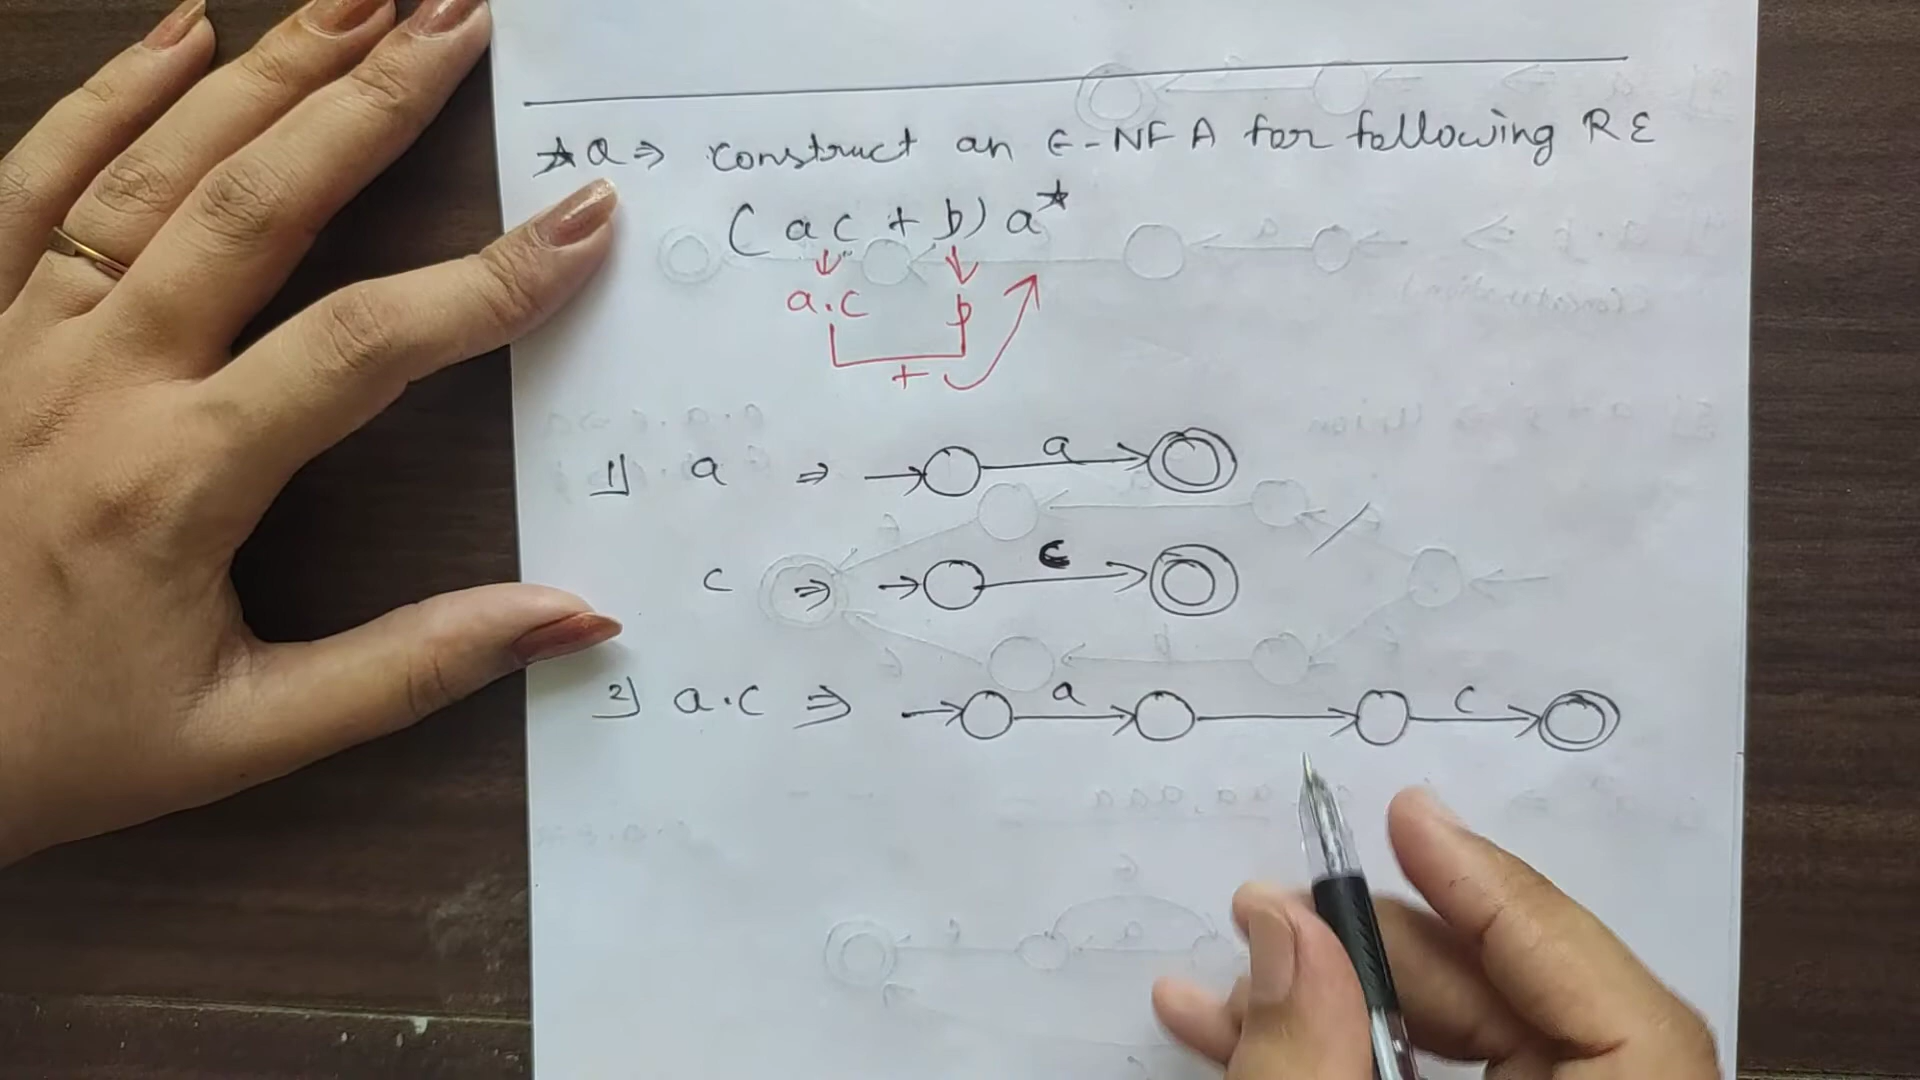 ★ Q ⇒ construct an ε-NFA for following RE
(ac + b) a*
a.c b
+
1) a ⇒ → a
c ⇒ → c
2) a.c ⇒ → a c